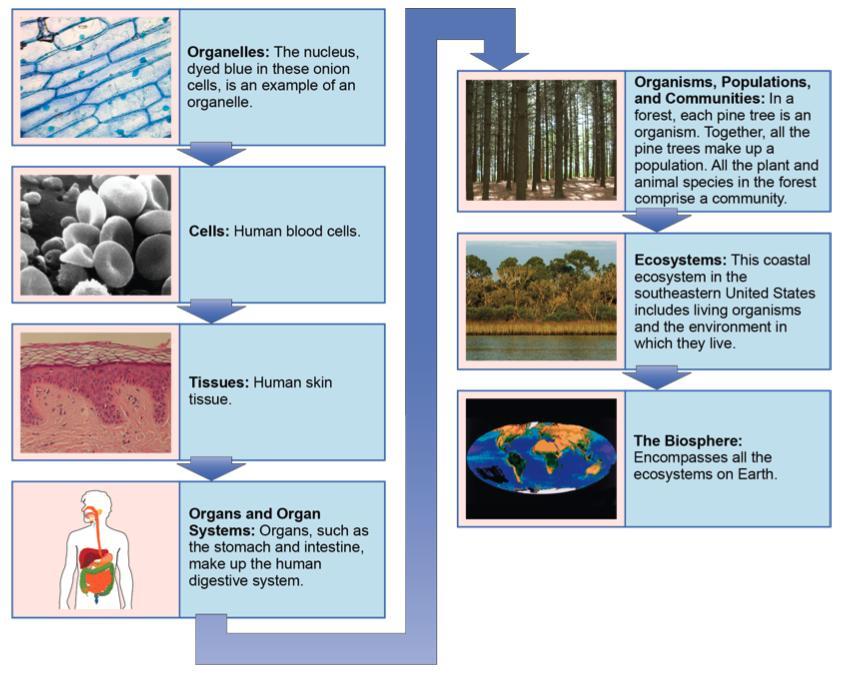 Organelles: The nucleus,
dyed blue in these onion
cells, is an example of an
organelle.
Cells: Human blood cells.
Tissues: Human skin
tissue.
Organs and Organ
Systems: Organs, such as
the stomach and intestine,
make up the human
digestive system.
Organisms, Populations,
and Communities: In a
forest, each pine tree is an
organism. Together, all the
pine trees make up a
population. All the plant and
animal species in the forest
comprise a community.
Ecosystems: This coastal
ecosystem in the
southeastern United States
includes living organisms
and the environment in
which they live.
The Biosphere:
Encompasses all the
ecosystems on Earth.